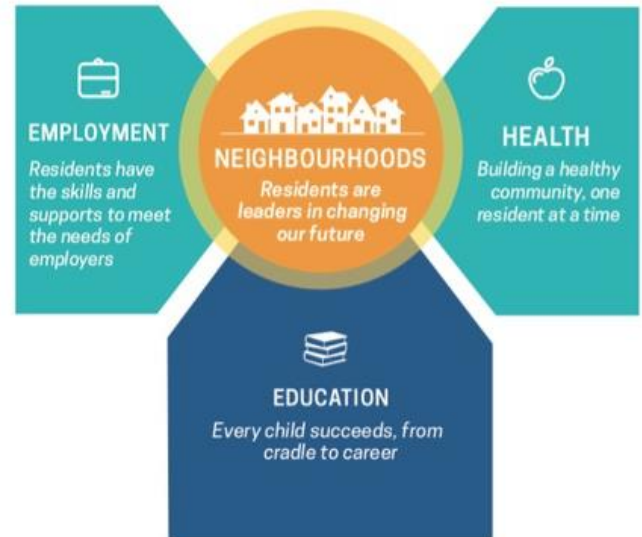 EMPLOYMENT
Residents have
the skills and
supports to meet
the needs of
employers
NEIGHBOURHOODS
Residents are
leaders in changing
our future
HEALTH
Building a healthy
community, one
resident at a time
EDUCATION
Every child succeeds, from
cradle to career